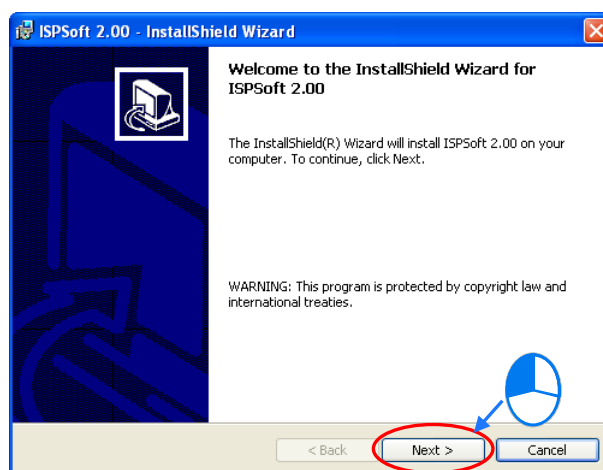 ISPSoft 2.00 - InstallShield Wizard
Welcome to the InstallShield Wizard for
ISPSoft 2.00
The InstallShield(R) Wizard will install ISPSoft 2.00 on your
computer. To continue, click Next.
WARNING: This program is protected by copyright law and
international treaties.
< Back Next > Cancel